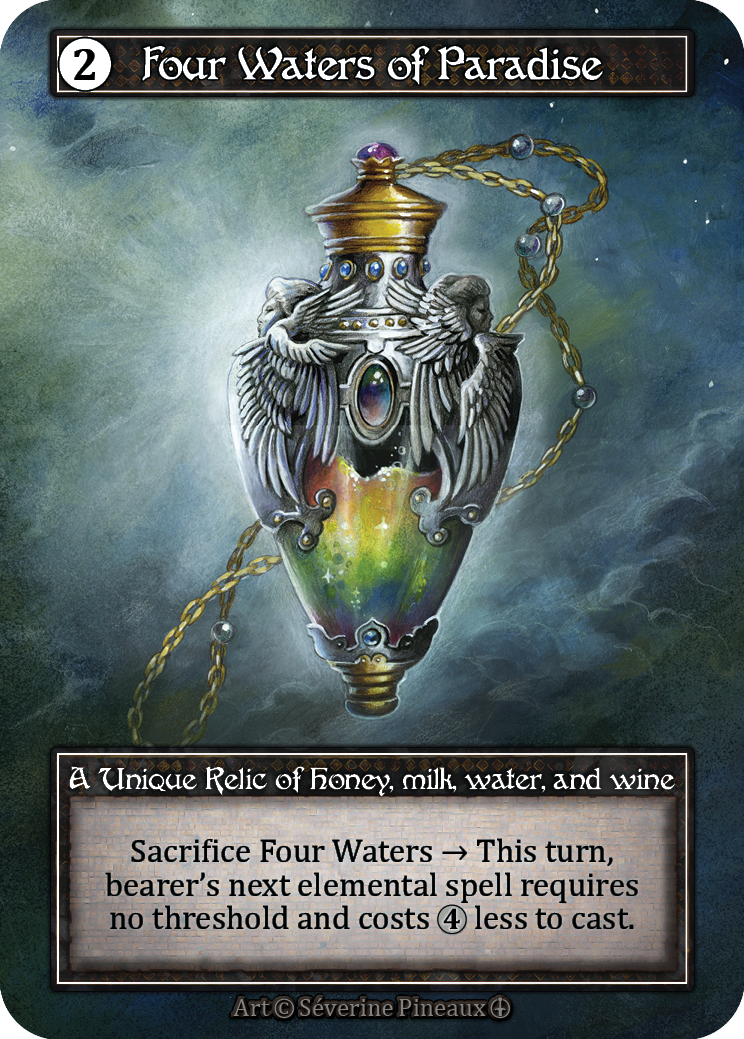 2 Four Waters of Paradise
A Unique Relic of Honey, milk, water, and wine
Sacrifice Four Waters → This turn,
bearer's next elemental spell requires
no threshold and costs ④ less to cast.
Art © Séverine Pineaux